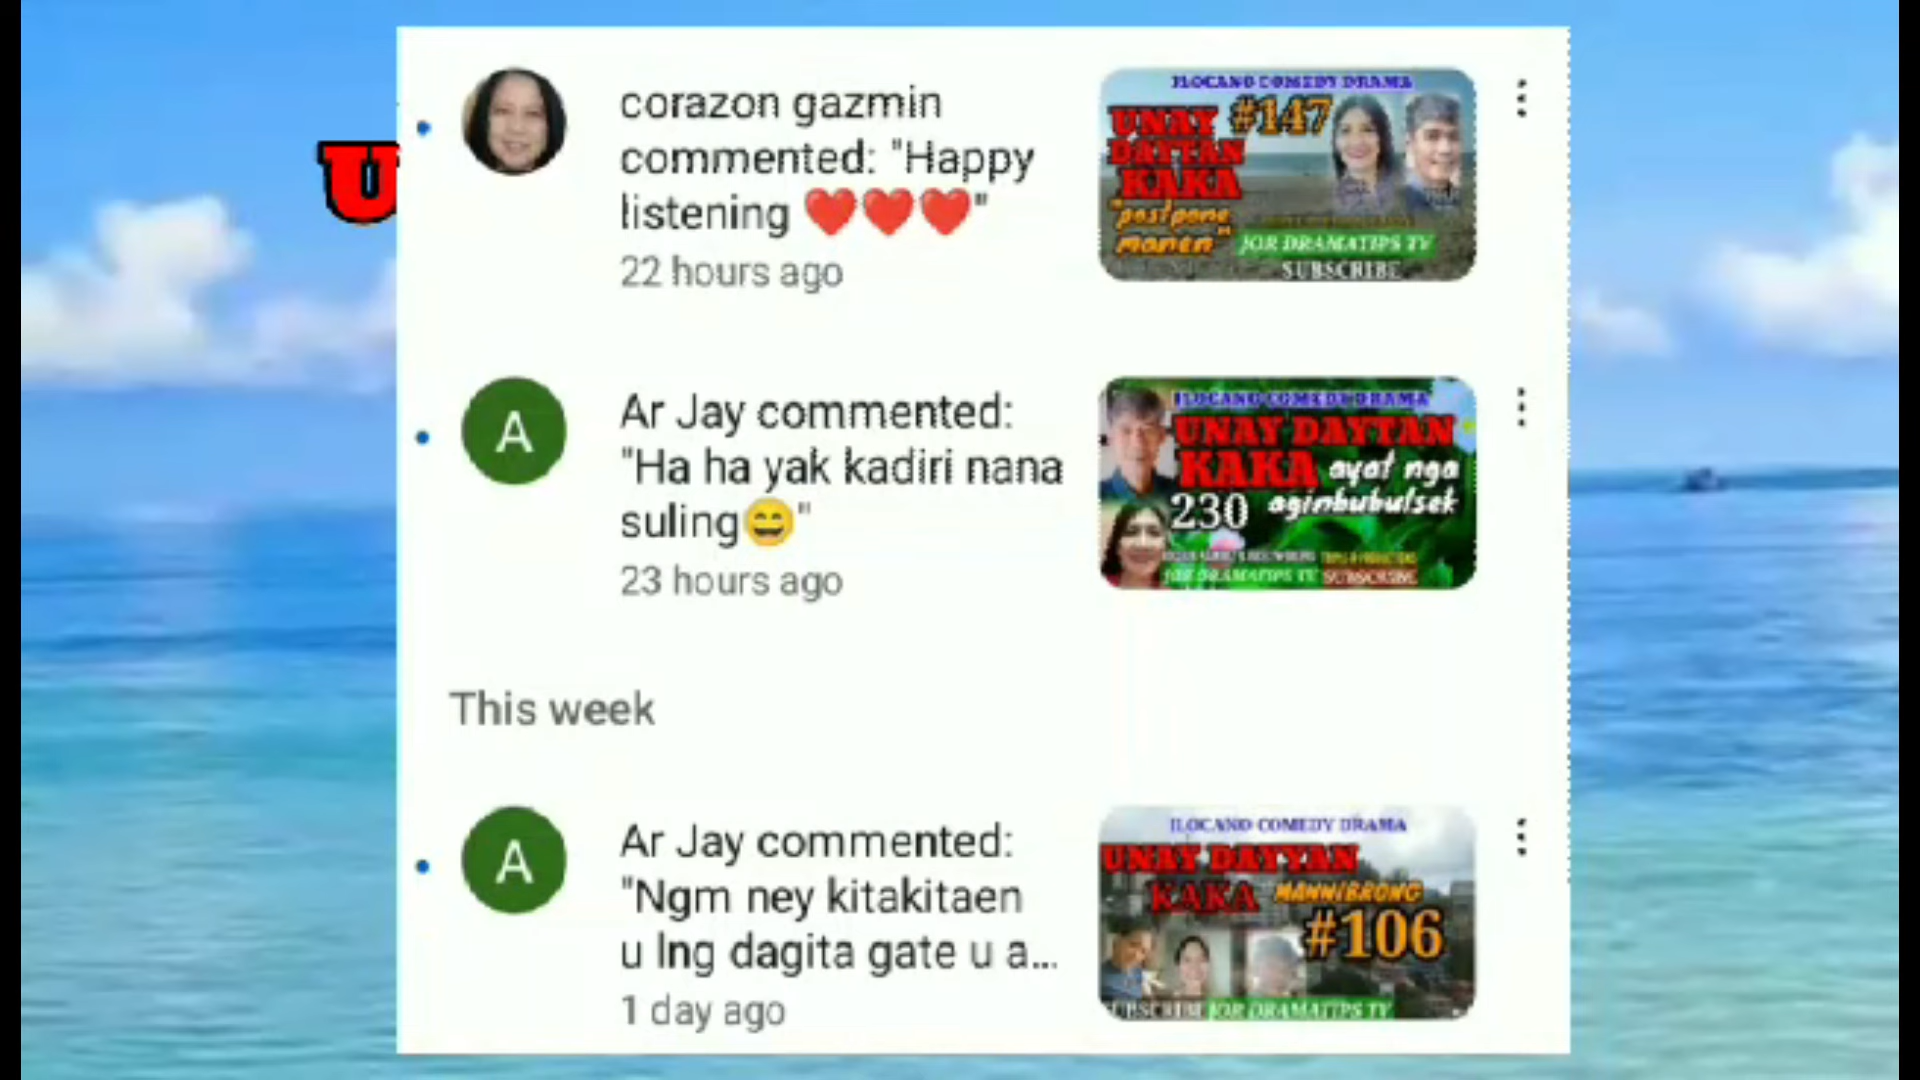 U
corazon gazmin
commented: "Happy
listening ❤️❤️❤️"
22 hours ago
ILOCANO COMEDY DRAMA
UNAY #147
DAYTAN
KAKA
"postpone
manen"
JOR DRAMATIPS TV
SUBSCRIBE
A
Ar Jay commented:
"Ha ha yak kadiri nana
suling😄"
23 hours ago
ILOCANO COMEDY DRAMA
UNAY DAYTAN
KAKA ayat nga
230 agimbubulsek
JOR DRAMATIPS TV SUBSCRIBE
This week
A
Ar Jay commented:
"Ngm ney kitakitaen
u lng dagita gate u a...
1 day ago
ILOCANO COMEDY DRAMA
UNAY DAYYAN
KAKA MANNIBRONG
#106
SUBSCRIBE JOR DRAMATIPS TV